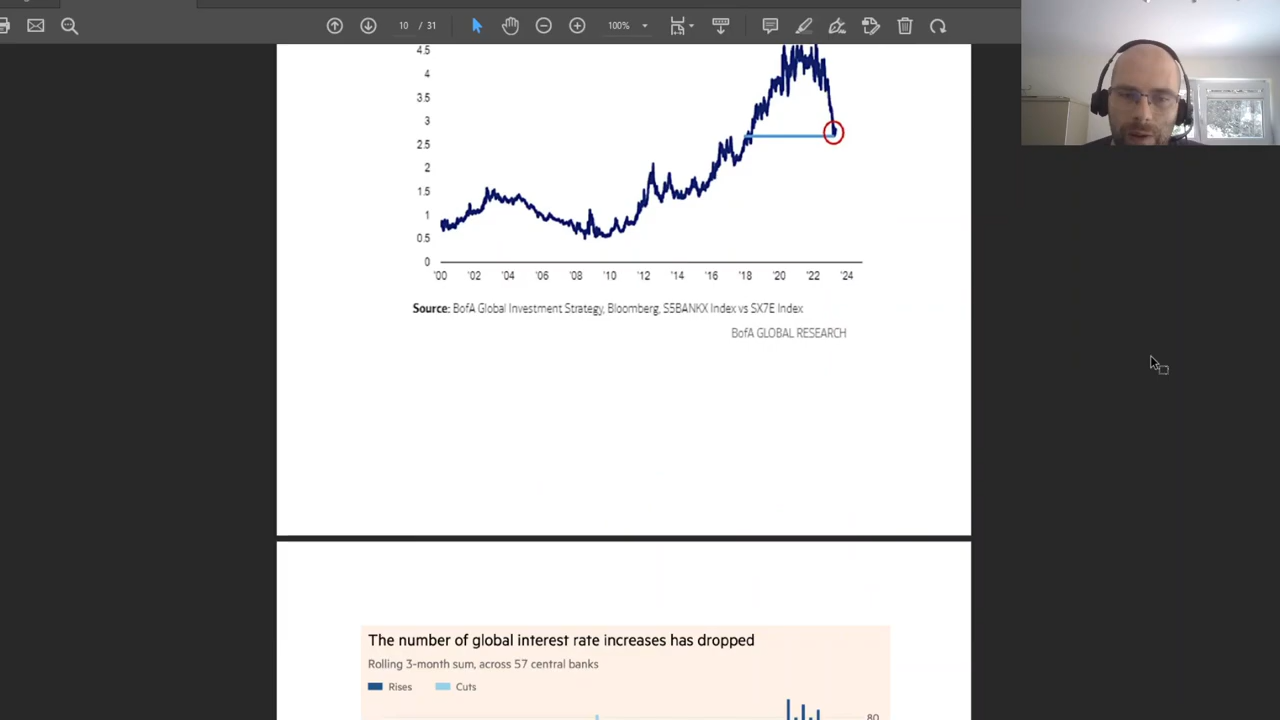 10 / 31
100%
4.5
4
3.5
3
2.5
2
1.5
1
0.5
0
'00 '02 '04 '06 '08 '10 '12 '14 '16 '18 '20 '22 '24
Source: BofA Global Investment Strategy, Bloomberg, S5BANKX Index vs SX7E Index
BofA GLOBAL RESEARCH
The number of global interest rate increases has dropped
Rolling 3-month sum, across 57 central banks
Rises Cuts
80